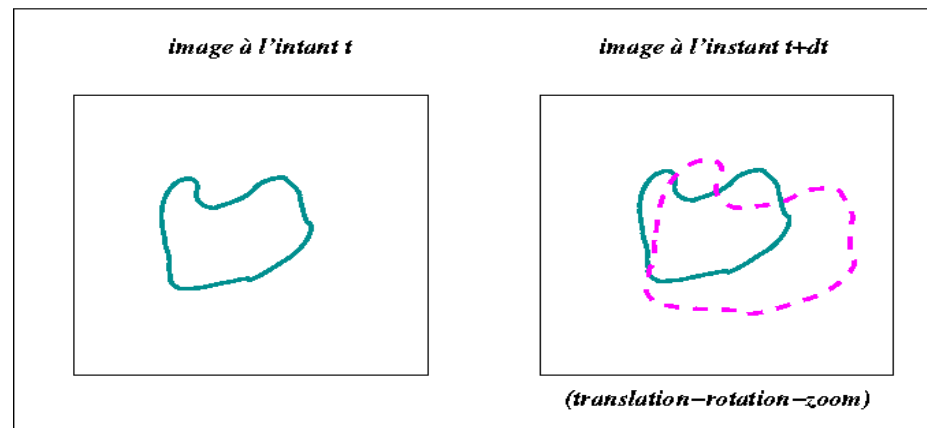 image à l'intant t
image à l'instant t+dt
(translation–rotation–zoom)